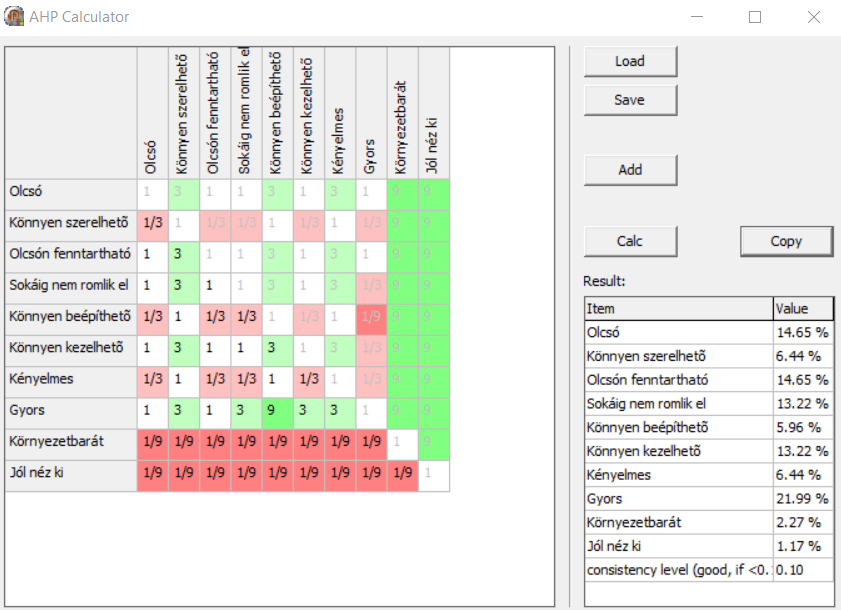 AHP Calculator
Olcsó
Könnyen szerelhetõ
Olcsón fenntartható
Sokáig nem romlik el
Könnyen beépíthetõ
Könnyen kezelhetõ
Kényelmes
Gyors
Környezetbarát
Jól néz ki
Olcsó 1 3 1 1 3 1 3 1 9 9
Könnyen szerelhetõ 1/3 1 1/3 1/3 1 1/3 1 1/3 9 9
Olcsón fenntartható 1 3 1 1 3 1 3 1 9 9
Sokáig nem romlik el 1 3 1 1 3 1 3 1/3 9 9
Könnyen beépíthetõ 1/3 1 1/3 1/3 1 1/3 1 1/9 9 9
Könnyen kezelhetõ 1 3 1 1 3 1 3 1/3 9 9
Kényelmes 1/3 1 1/3 1/3 1 1/3 1 1/3 9 9
Gyors 1 3 1 3 9 3 3 1 9 9
Környezetbarát 1/9 1/9 1/9 1/9 1/9 1/9 1/9 1/9 1 9
Jól néz ki 1/9 1/9 1/9 1/9 1/9 1/9 1/9 1/9 1/9 1
Load
Save
Add
Calc Copy
Result:
Item Value
Olcsó 14.65 %
Könnyen szerelhetõ 6.44 %
Olcsón fenntartható 14.65 %
Sokáig nem romlik el 13.22 %
Könnyen beépíthetõ 5.96 %
Könnyen kezelhetõ 13.22 %
Kényelmes 6.44 %
Gyors 21.99 %
Környezetbarát 2.27 %
Jól néz ki 1.17 %
consistency level (good, if <0. 0.10